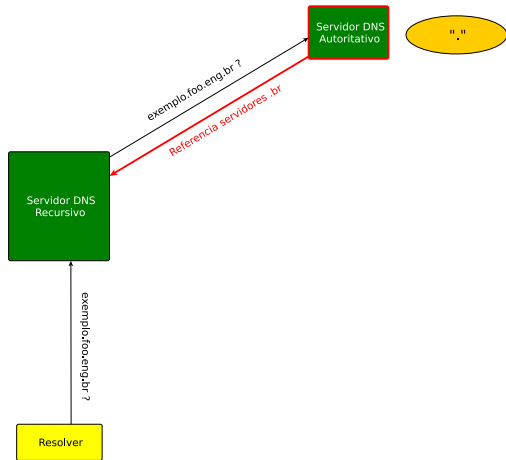 Servidor DNS
Autoritativo
"."
exemplo.foo.eng.br ?
Referencia servidores .br
Servidor DNS
Recursivo
exemplo.foo.eng.br ?
Resolver